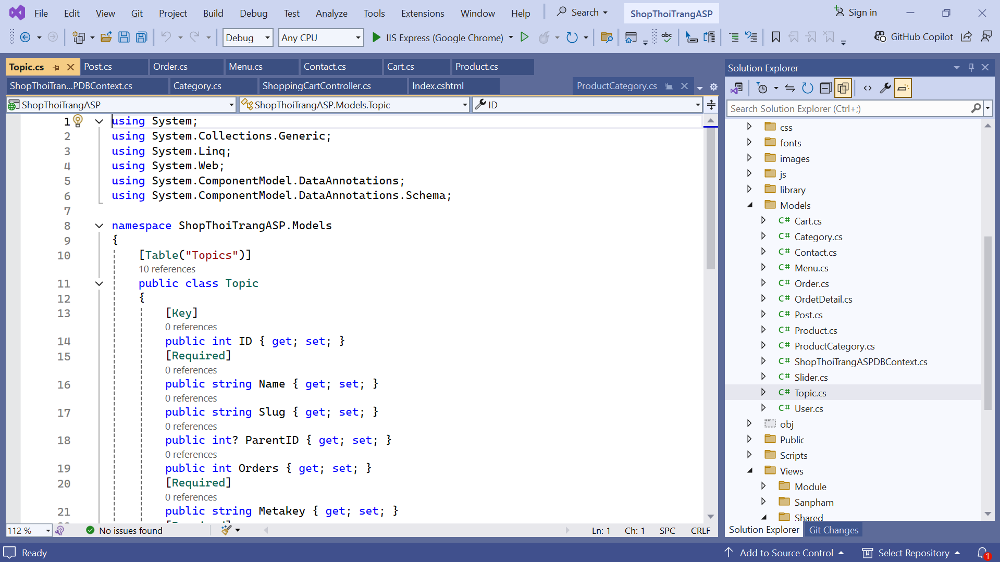 File Edit View Git Project Build Debug Test Analyze Tools Extensions Window Help Search ShopThoiTrangASP Sign in
Debug Any CPU IIS Express (Google Chrome) abc GitHub Copilot
Topic.cs Post.cs Order.cs Menu.cs Contact.cs Cart.cs Product.cs
ShopThoiTran...PDBContext.cs Category.cs ShoppingCartController.cs Index.cshtml ProductCategory.cs
ShopThoiTrangASP ShopThoiTrangASP.Models.Topic ID
1 using System;
2 using System.Collections.Generic;
3 using System.Linq;
4 using System.Web;
5 using System.ComponentModel.DataAnnotations;
6 using System.ComponentModel.DataAnnotations.Schema;
7
8 namespace ShopThoiTrangASP.Models
9 {
10 [Table("Topics")]
10 references
11 public class Topic
12 {
13 [Key]
0 references
14 public int ID { get; set; }
15 [Required]
0 references
16 public string Name { get; set; }
0 references
17 public string Slug { get; set; }
0 references
18 public int? ParentID { get; set; }
0 references
19 public int Orders { get; set; }
20 [Required]
0 references
21 public string Metakey { get; set; }
112 % No issues found Ln: 1 Ch: 1 SPC CRLF
Solution Explorer
Search Solution Explorer (Ctrl+;)
css
fonts
images
js
library
Models
C# Cart.cs
C# Category.cs
C# Contact.cs
C# Menu.cs
C# Order.cs
C# OrdetDetail.cs
C# Post.cs
C# Product.cs
C# ProductCategory.cs
C# ShopThoiTrangASPDBContext.cs
C# Slider.cs
C# Topic.cs
C# User.cs
obj
Public
Scripts
Views
Module
Sanpham
Shared
Solution Explorer Git Changes
Ready Add to Source Control Select Repository 1